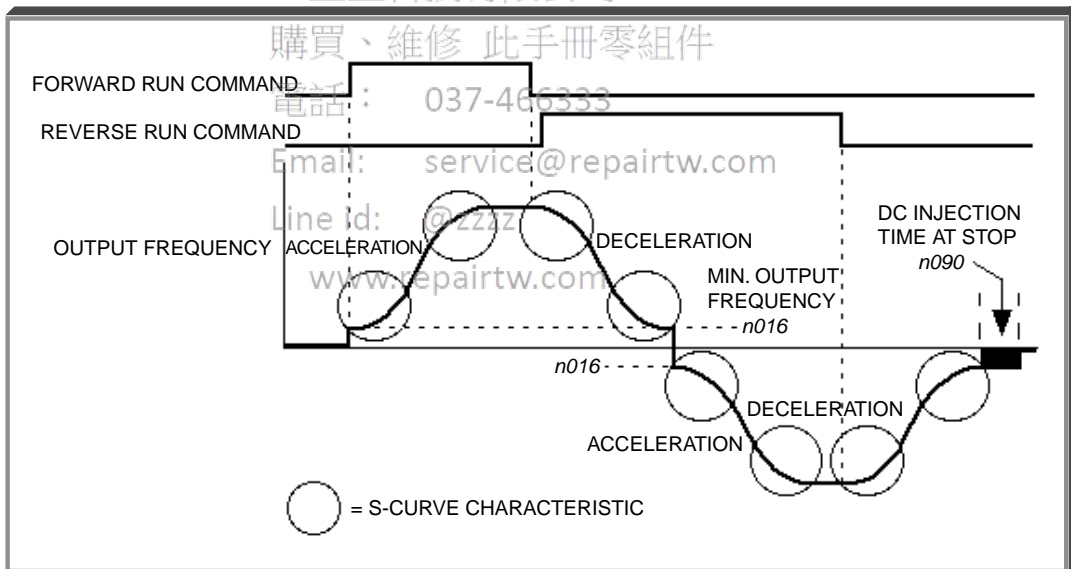 購買、維修 此手冊零組件
FORWARD RUN COMMAND
電話： 037-466333
REVERSE RUN COMMAND
Email: service@repairtw.com
Line id: @zzzz
DC INJECTION
TIME AT STOP
n090
OUTPUT FREQUENCY
ACCELERATION
DECELERATION
www.repairtw.com
MIN. OUTPUT
FREQUENCY
n016
n016
DECELERATION
ACCELERATION
= S-CURVE CHARACTERISTIC